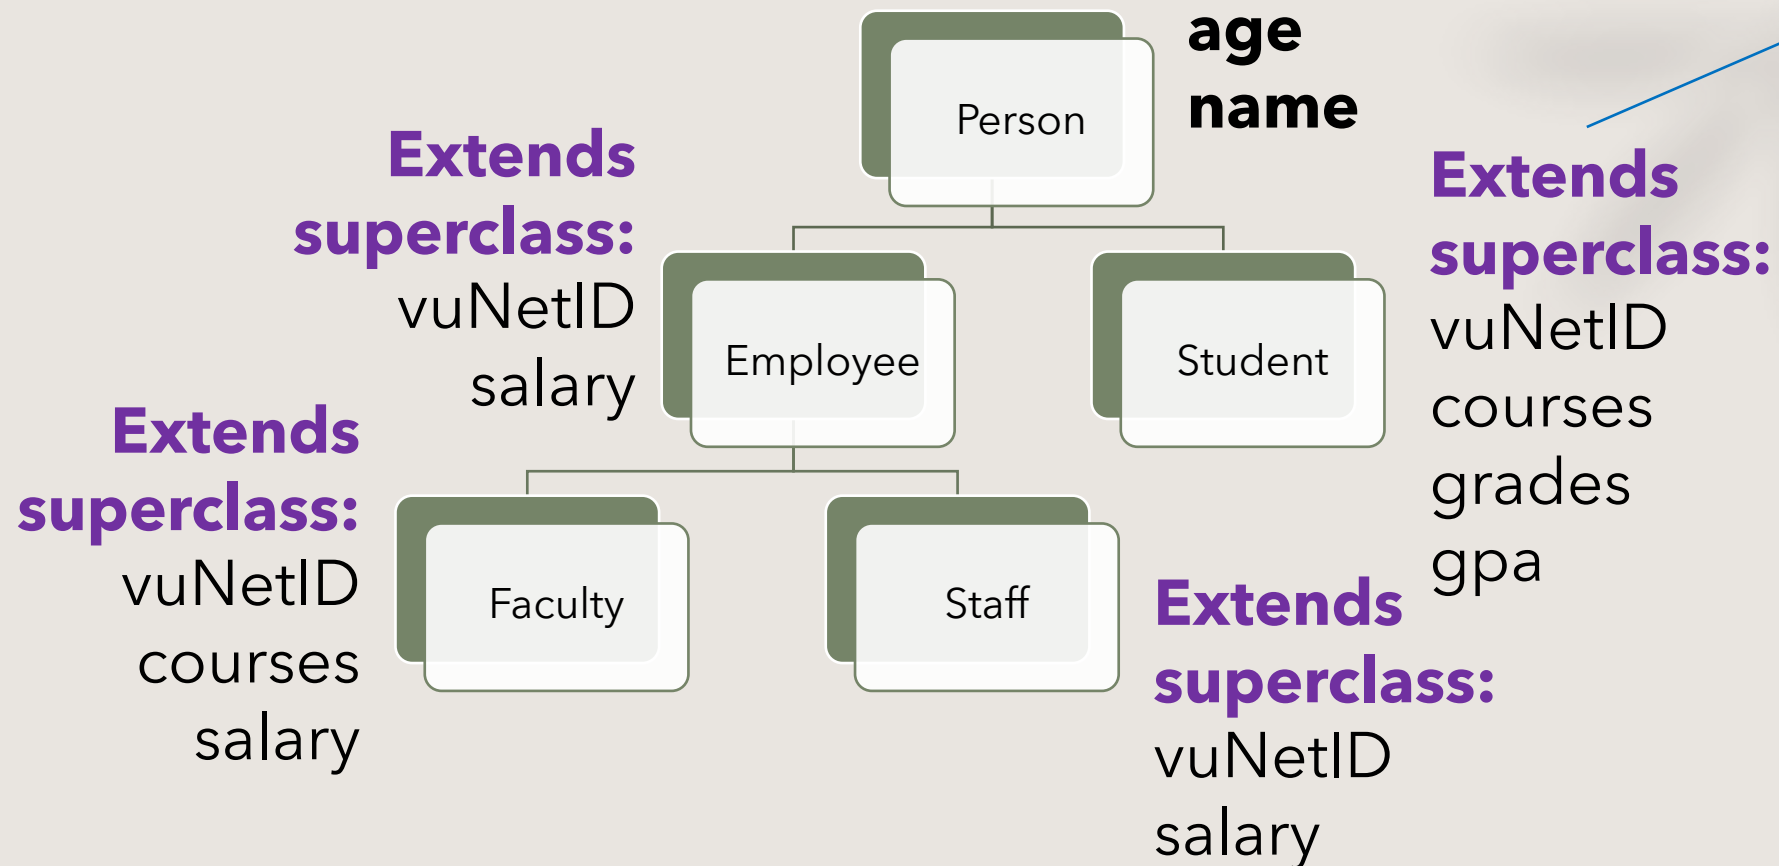 age
name
Person
Extends
superclass:
vuNetID
salary
Employee
Student
Extends
superclass:
vuNetID
courses
grades
gpa
Extends
superclass:
vuNetID
courses
salary
Faculty
Staff
Extends
superclass:
vuNetID
salary